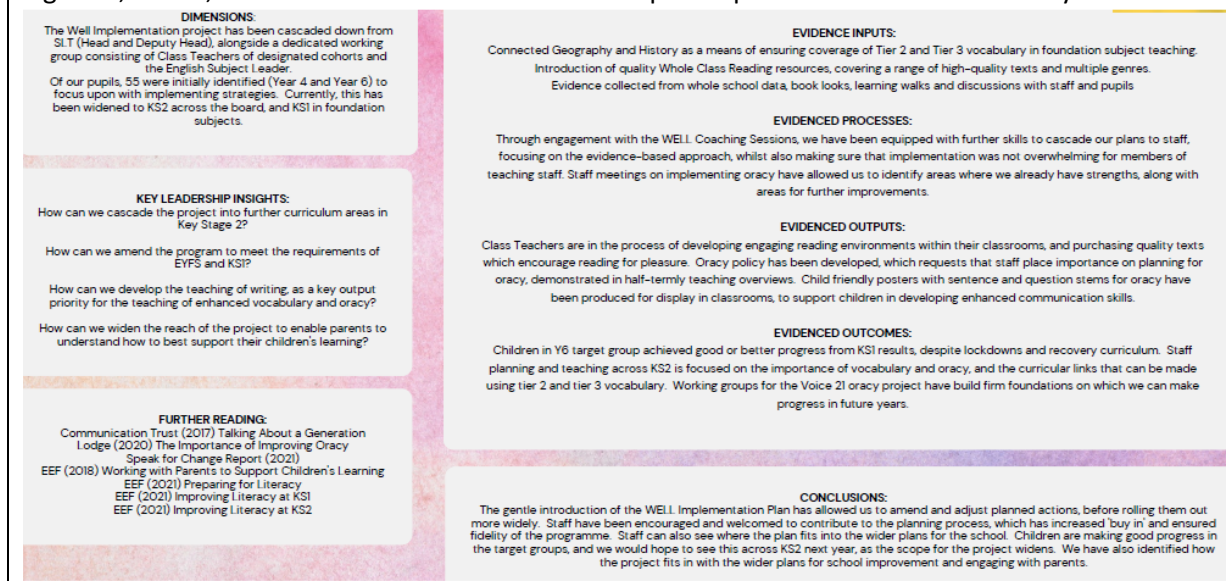 DIMENSIONS:
The Well Implementation project has been cascaded down from
SLT (Head and Deputy Head), alongside a dedicated working
group consisting of Class Teachers of designated cohorts and
the English Subject Leader.
Of our pupils, 55 were initially identified (Year 4 and Year 6) to
focus upon with implementing strategies. Currently, this has
been widened to KS2 across the board, and KS1 in foundation
subjects.
KEY LEADERSHIP INSIGHTS:
How can we cascade the project into further curriculum areas in
Key Stage 2?
How can we amend the program to meet the requirements of
EYFS and KS1?
How can we develop the teaching of writing, as a key output
priority for the teaching of enhanced vocabulary and oracy?
How can we widen the reach of the project to enable parents to
understand how to best support their children's learning?
FURTHER READING:
Communication Trust (2017) Talking About a Generation
Lodge (2020) The Importance of Improving Oracy
Speak for Change Report (2021)
EEF (2018) Working with Parents to Support Children's Learning
EEF (2021) Preparing for Literacy
EEF (2021) Improving Literacy at KS1
EEF (2021) Improving Literacy at KS2
EVIDENCE INPUTS:
Connected Geography and History as a means of ensuring coverage of Tier 2 and Tier 3 vocabulary in foundation subject teaching.
Introduction of quality Whole Class Reading resources, covering a range of high-quality texts and multiple genres.
Evidence collected from whole school data, book looks, learning walks and discussions with staff and pupils
EVIDENCED PROCESSES:
Through engagement with the WELL Coaching Sessions, we have been equipped with further skills to cascade our plans to staff,
focusing on the evidence-based approach, whilst also making sure that implementation was not overwhelming for members of
teaching staff. Staff meetings on implementing oracy have allowed us to identify areas where we already have strengths, along with
areas for further improvements.
EVIDENCED OUTPUTS:
Class Teachers are in the process of developing engaging reading environments within their classrooms, and purchasing quality texts
which encourage reading for pleasure. Oracy policy has been developed, which requests that staff place importance on planning for
oracy, demonstrated in half-termly teaching overviews. Child friendly posters with sentence and question stems for oracy have
been produced for display in classrooms, to support children in developing enhanced communication skills.
EVIDENCED OUTCOMES:
Children in Y6 target group achieved good or better progress from KS1 results, despite lockdowns and recovery curriculum. Staff
planning and teaching across KS2 is focused on the importance of vocabulary and oracy, and the curricular links that can be made
using tier 2 and tier 3 vocabulary. Working groups for the Voice 21 oracy project have build firm foundations on which we can make
progress in future years.
CONCLUSIONS:
The gentle introduction of the WELL Implementation Plan has allowed us to amend and adjust planned actions, before rolling them out
more widely. Staff have been encouraged and welcomed to contribute to the planning process, which has increased 'buy in' and ensured
fidelity of the programme. Staff can also see where the plan fits into the wider plans for the school. Children are making good progress in
the target groups, and we would hope to see this across KS2 next year, as the scope for the project widens. We have also identified how
the project fits in with the wider plans for school improvement and engaging with parents.